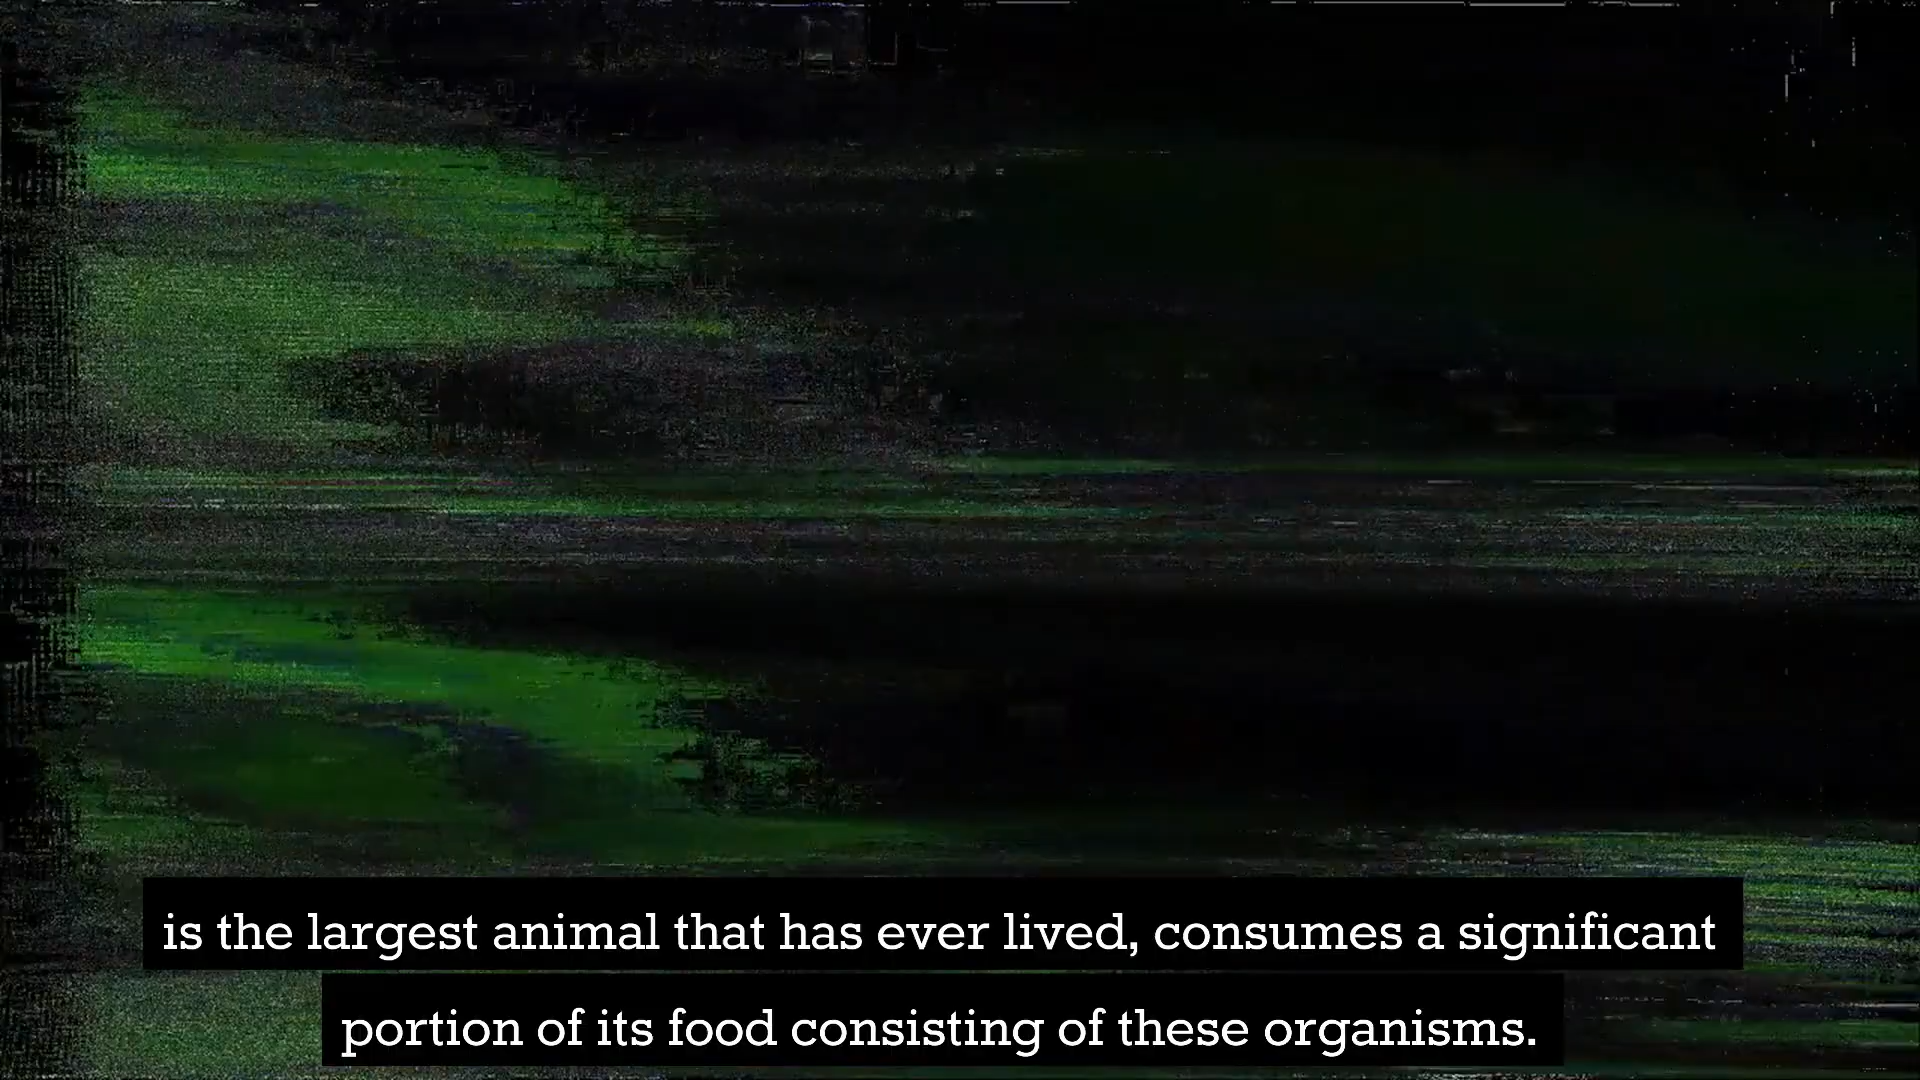 is the largest animal that has ever lived, consumes a significant
portion of its food consisting of these organisms.